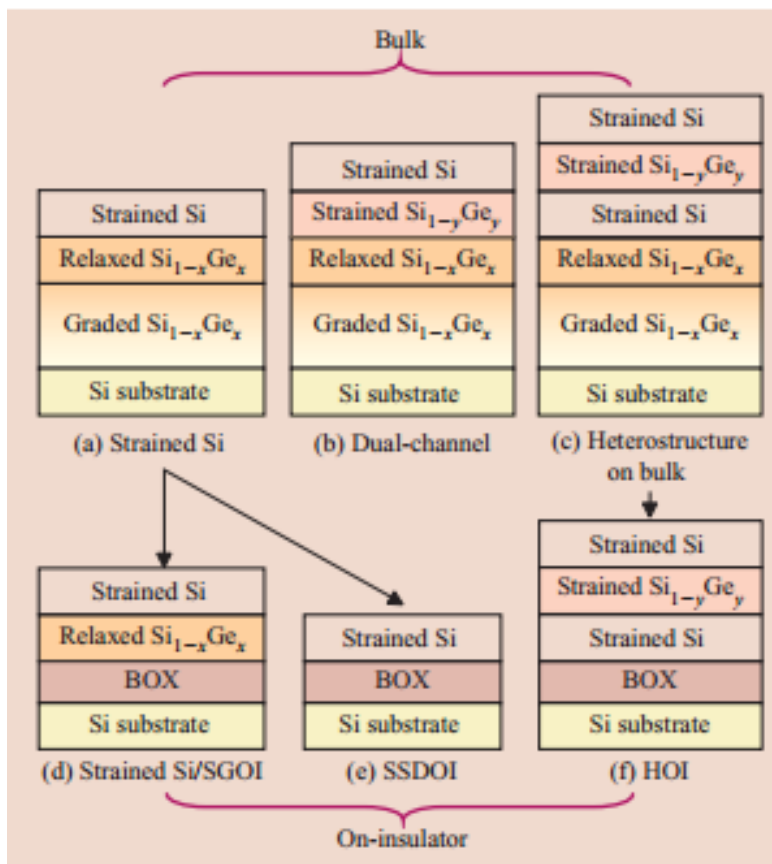 Bulk
Strained Si
Relaxed Si₁₋ₓGeₓ
Graded Si₁₋ₓGeₓ
Si substrate
(a) Strained Si
Strained Si
Strained Si₁₋ᵧGeᵧ
Relaxed Si₁₋ₓGeₓ
Graded Si₁₋ₓGeₓ
Si substrate
(b) Dual-channel
Strained Si
Strained Si₁₋ᵧGeᵧ
Strained Si
Relaxed Si₁₋ₓGeₓ
Graded Si₁₋ₓGeₓ
Si substrate
(c) Heterostructure
on bulk
Strained Si
Relaxed Si₁₋ₓGeₓ
BOX
Si substrate
(d) Strained Si/SGOI
Strained Si
BOX
Si substrate
(e) SSDOI
Strained Si
Strained Si₁₋ᵧGeᵧ
Strained Si
BOX
Si substrate
(f) HOI
On-insulator